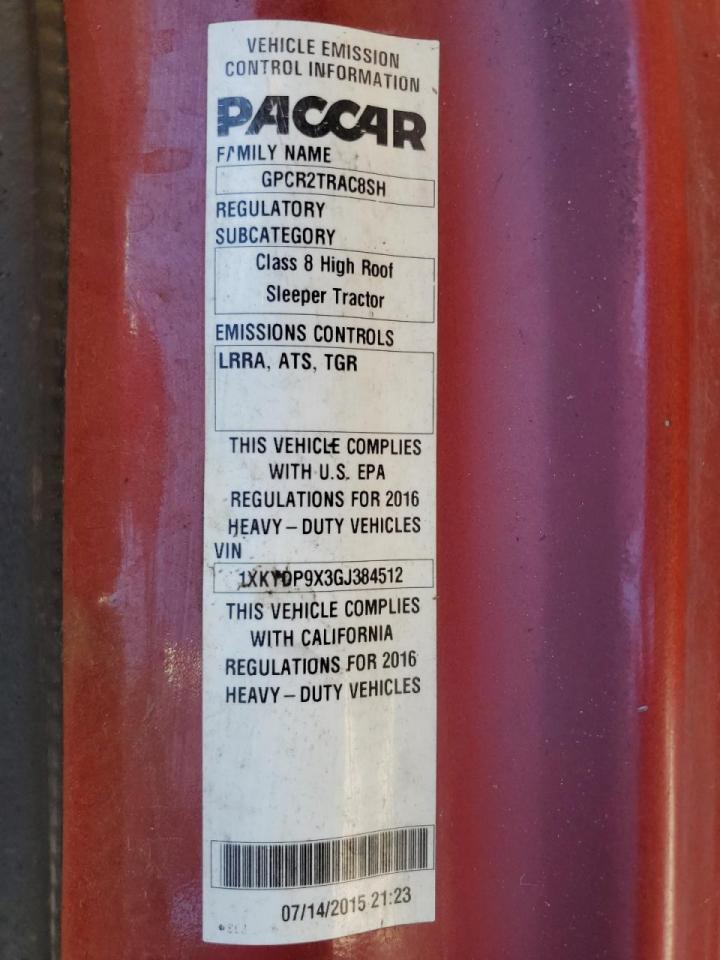 VEHICLE EMISSION
CONTROL INFORMATION
PACCAR
FAMILY NAME
GPCR2TRAC8SH
REGULATORY
SUBCATEGORY
Class 8 High Roof
Sleeper Tractor
EMISSIONS CONTROLS
LRRA, ATS, TGR
THIS VEHICLE COMPLIES
WITH U.S. EPA
REGULATIONS FOR 2016
HEAVY – DUTY VEHICLES
VIN
1XKYDP9X3GJ384512
THIS VEHICLE COMPLIES
WITH CALIFORNIA
REGULATIONS FOR 2016
HEAVY – DUTY VEHICLES
07/14/2015 21:23